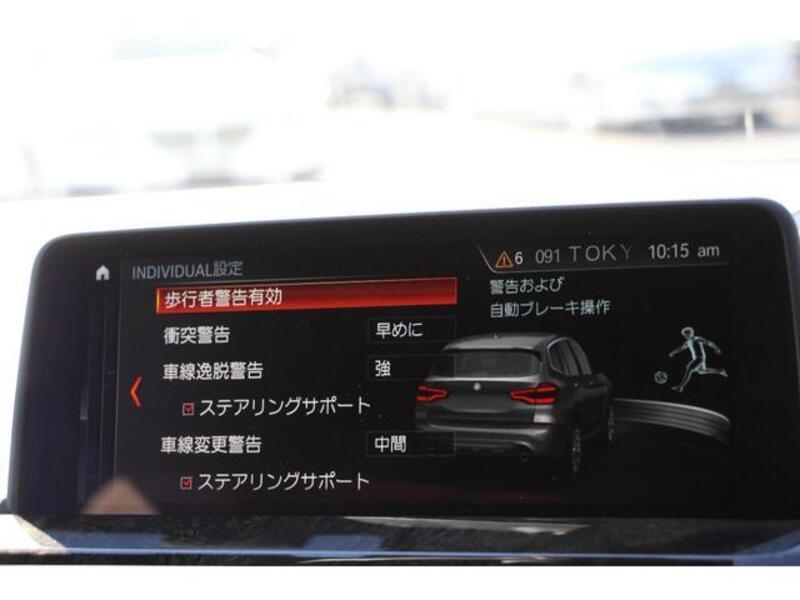 INDIVIDUAL設定
6 091 TOKY 10:15 am
歩行者警告有効
衝突警告 早めに
車線逸脱警告 強
ステアリングサポート
車線変更警告 中間
ステアリングサポート
警告および
自動ブレーキ操作